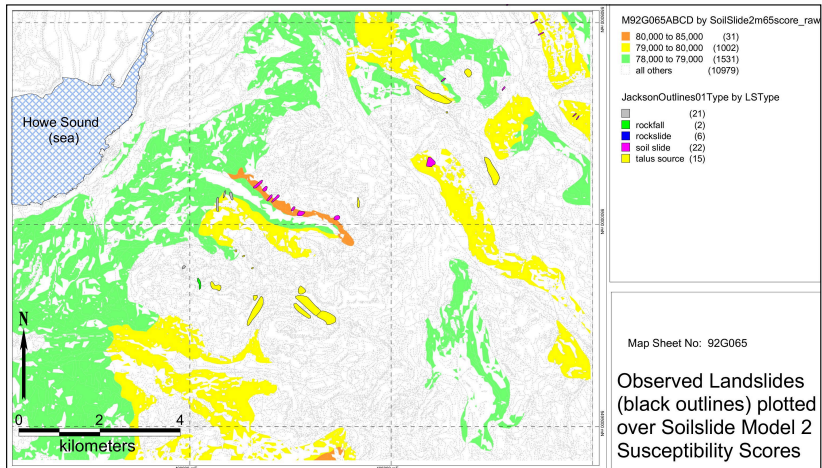 M92G065ABCD by SoilSlide2m65score_raw
80,000 to 85,000 (31)
79,000 to 80,000 (1002)
78,000 to 79,000 (1531)
all others (10979)
JacksonOutlines01Type by LSType
(21)
rockfall (2)
rockslide (6)
soil slide (22)
talus source (15)
Howe Sound
(sea)
N
0 2 4
kilometers
Map Sheet No: 92G065
Observed Landslides
(black outlines) plotted
over Soilslide Model 2
Susceptibility Scores